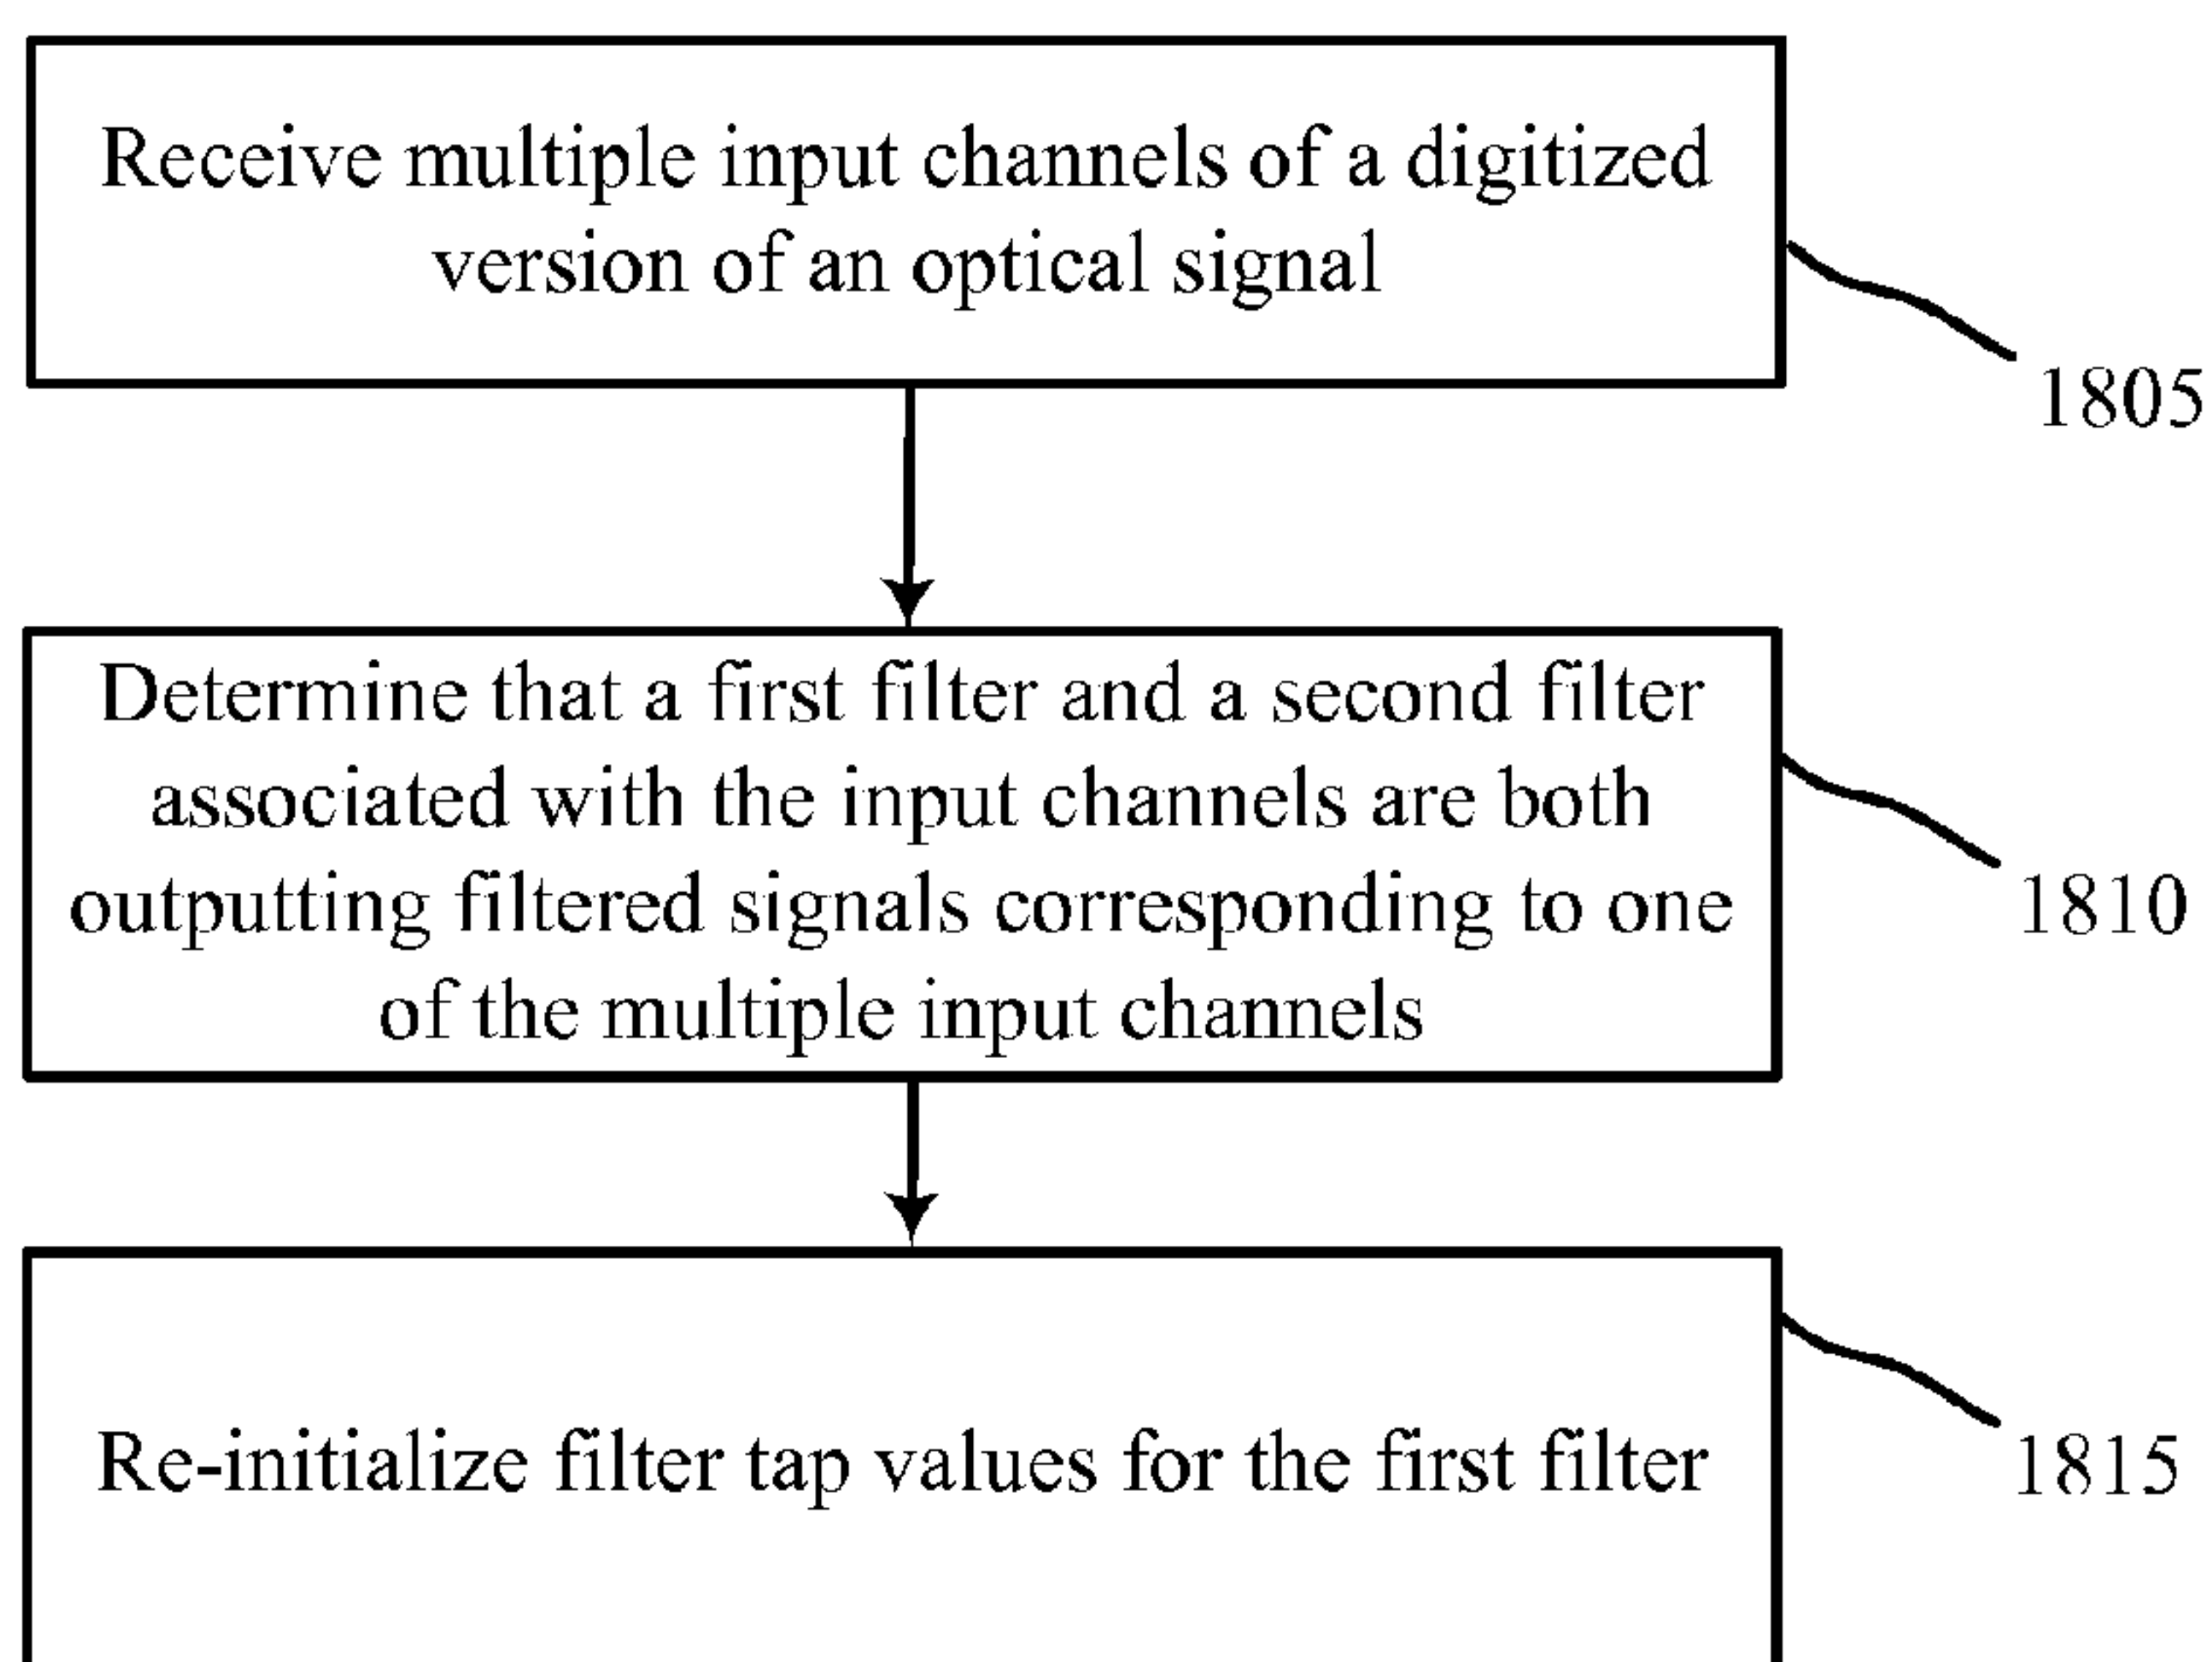 Receive multiple input channels of a digitized
version of an optical signal
1805
Determine that a first filter and a second filter
associated with the input channels are both
outputting filtered signals corresponding to one
of the multiple input channels
1810
Re-initialize filter tap values for the first filter
1815